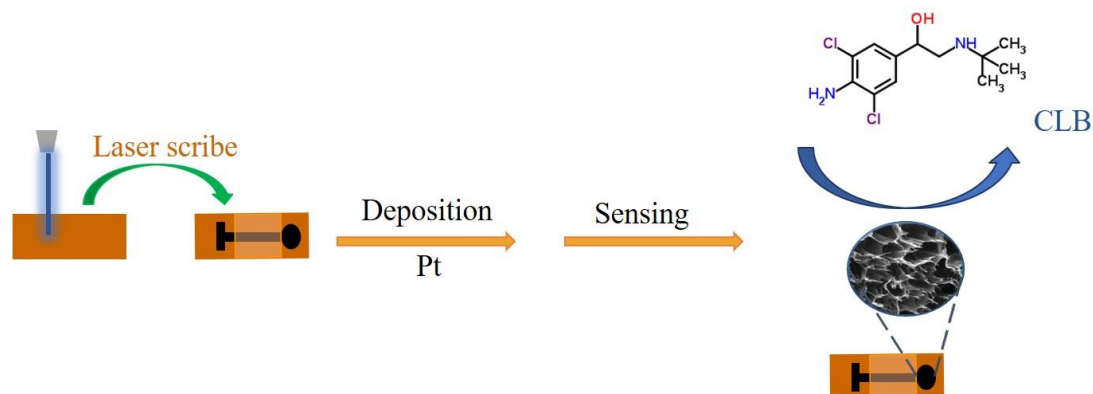 OH
Cl
NH
CH₃
CH₃
CH₃
H₂N
Cl
CLB
Laser scribe
Deposition
Pt
Sensing